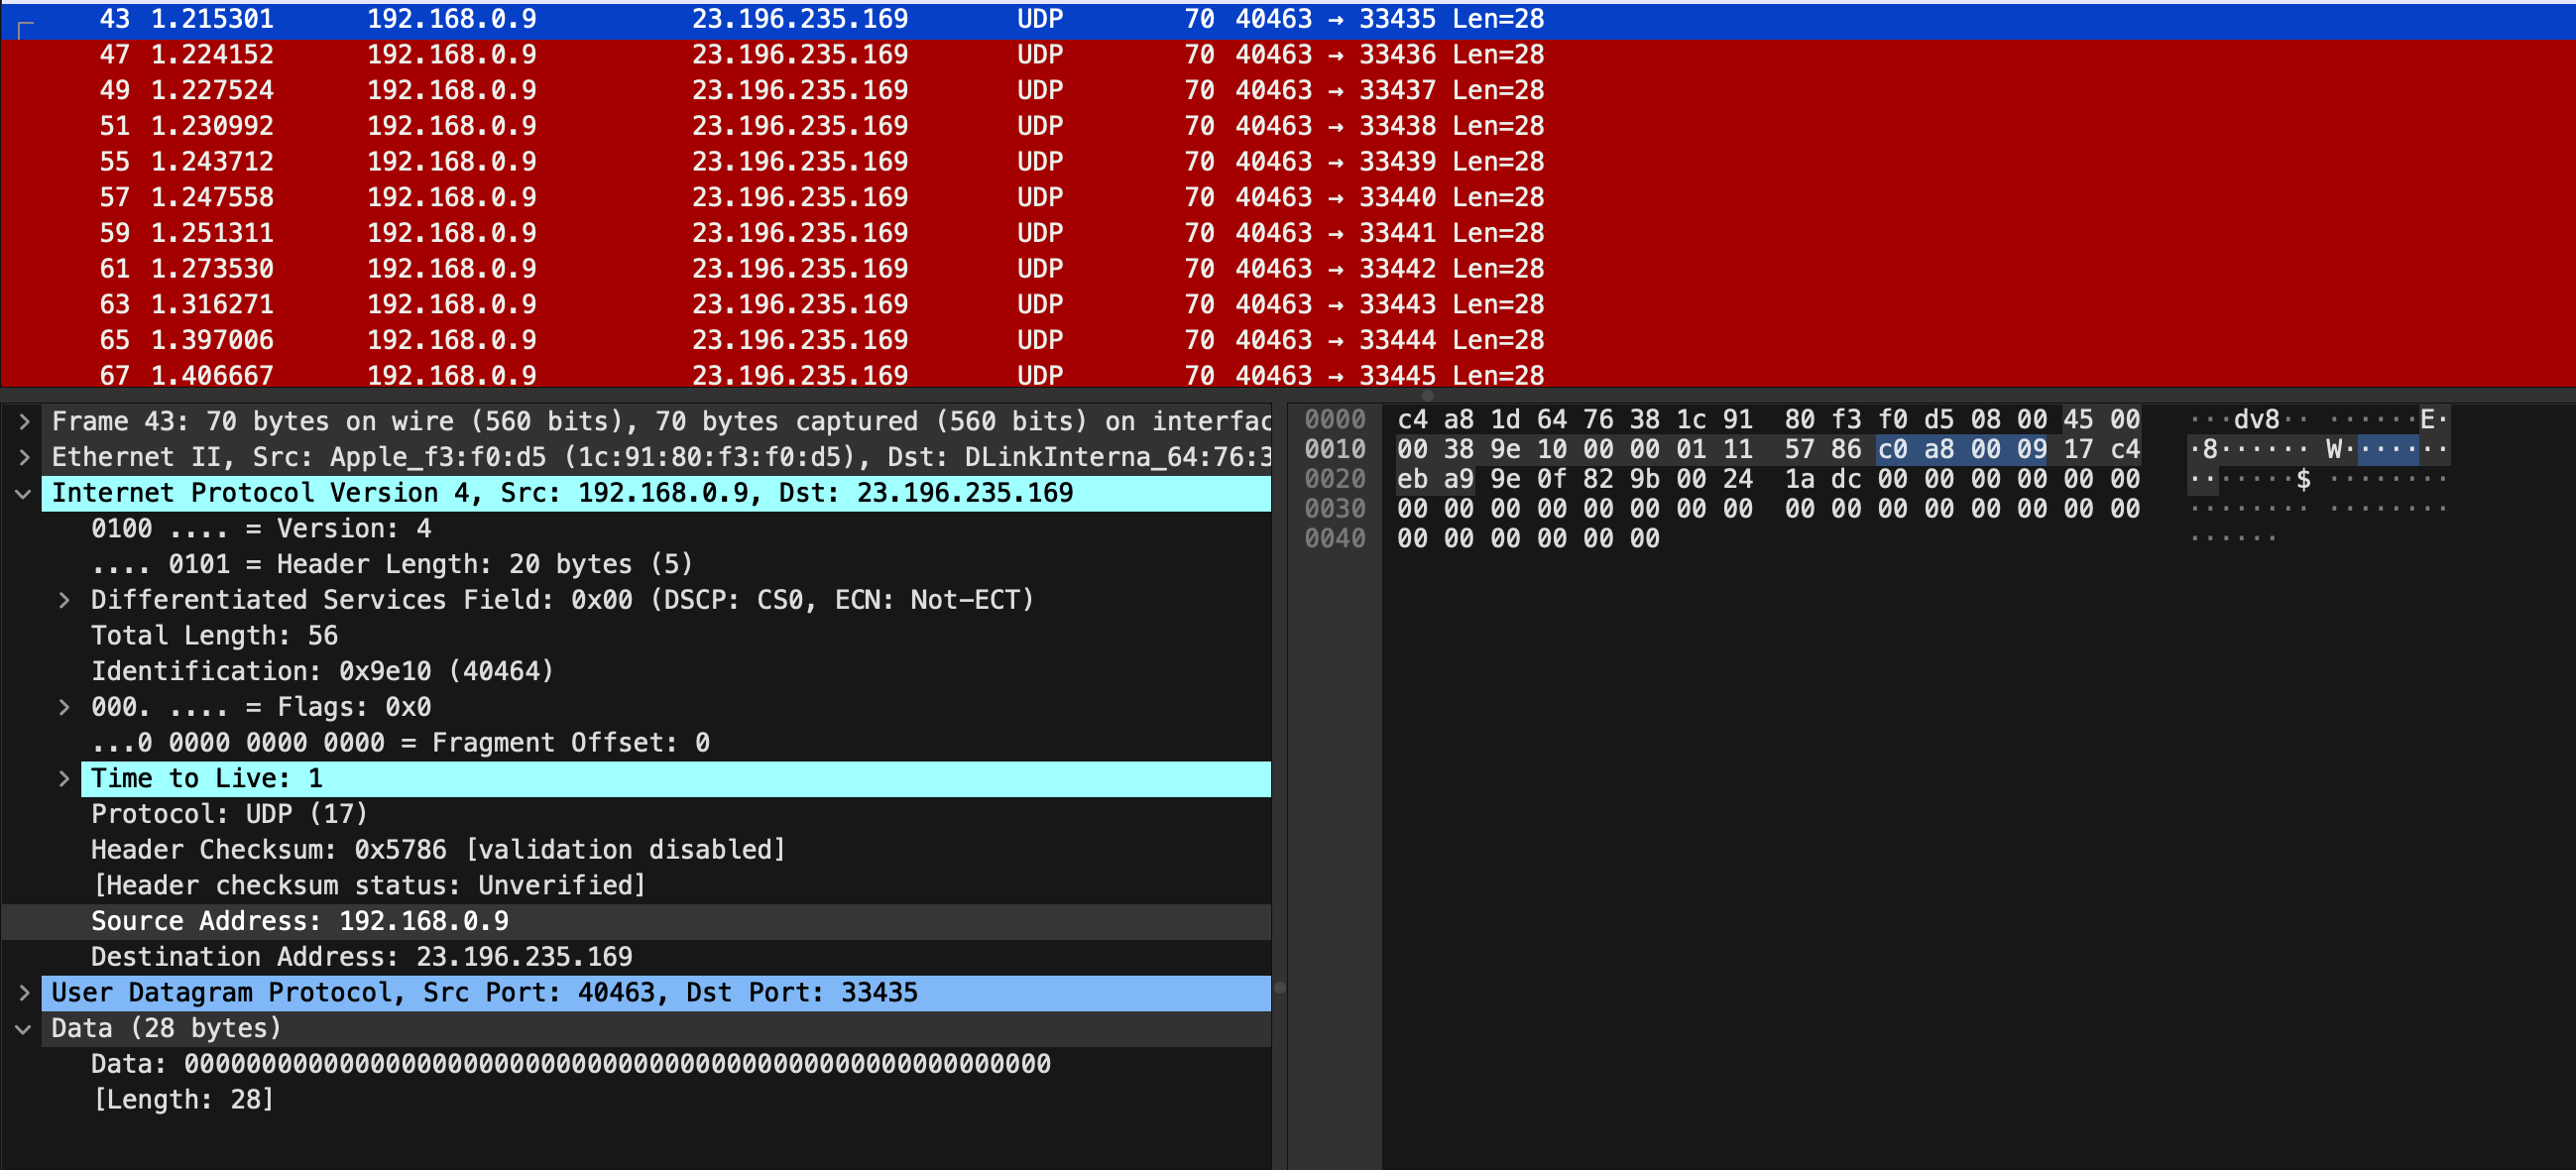 43 1.215301 192.168.0.9 23.196.235.169 UDP 70 40463 → 33435 Len=28
47 1.224152 192.168.0.9 23.196.235.169 UDP 70 40463 → 33436 Len=28
49 1.227524 192.168.0.9 23.196.235.169 UDP 70 40463 → 33437 Len=28
51 1.230992 192.168.0.9 23.196.235.169 UDP 70 40463 → 33438 Len=28
55 1.243712 192.168.0.9 23.196.235.169 UDP 70 40463 → 33439 Len=28
57 1.247558 192.168.0.9 23.196.235.169 UDP 70 40463 → 33440 Len=28
59 1.251311 192.168.0.9 23.196.235.169 UDP 70 40463 → 33441 Len=28
61 1.273530 192.168.0.9 23.196.235.169 UDP 70 40463 → 33442 Len=28
63 1.316271 192.168.0.9 23.196.235.169 UDP 70 40463 → 33443 Len=28
65 1.397006 192.168.0.9 23.196.235.169 UDP 70 40463 → 33444 Len=28
67 1.406667 192.168.0.9 23.196.235.169 UDP 70 40463 → 33445 Len=28
Frame 43: 70 bytes on wire (560 bits), 70 bytes captured (560 bits) on interfac
Ethernet II, Src: Apple_f3:f0:d5 (1c:91:80:f3:f0:d5), Dst: DLinkInterna_64:76:3
Internet Protocol Version 4, Src: 192.168.0.9, Dst: 23.196.235.169
0100 .... = Version: 4
.... 0101 = Header Length: 20 bytes (5)
Differentiated Services Field: 0x00 (DSCP: CS0, ECN: Not-ECT)
Total Length: 56
Identification: 0x9e10 (40464)
000. .... = Flags: 0x0
...0 0000 0000 0000 = Fragment Offset: 0
Time to Live: 1
Protocol: UDP (17)
Header Checksum: 0x5786 [validation disabled]
[Header checksum status: Unverified]
Source Address: 192.168.0.9
Destination Address: 23.196.235.169
User Datagram Protocol, Src Port: 40463, Dst Port: 33435
Data (28 bytes)
Data: 00000000000000000000000000000000000000000000000000000000
[Length: 28]
0000 c4 a8 1d 64 76 38 1c 91 80 f3 f0 d5 08 00 45 00 ···dv8·· ······E·
0010 00 38 9e 10 00 00 01 11 57 86 c0 a8 00 09 17 c4 ·8······ W·······
0020 eb a9 9e 0f 82 9b 00 24 1a dc 00 00 00 00 00 00 ·······$ ········
0030 00 00 00 00 00 00 00 00 00 00 00 00 00 00 00 00 ········ ········
0040 00 00 00 00 00 00 ······